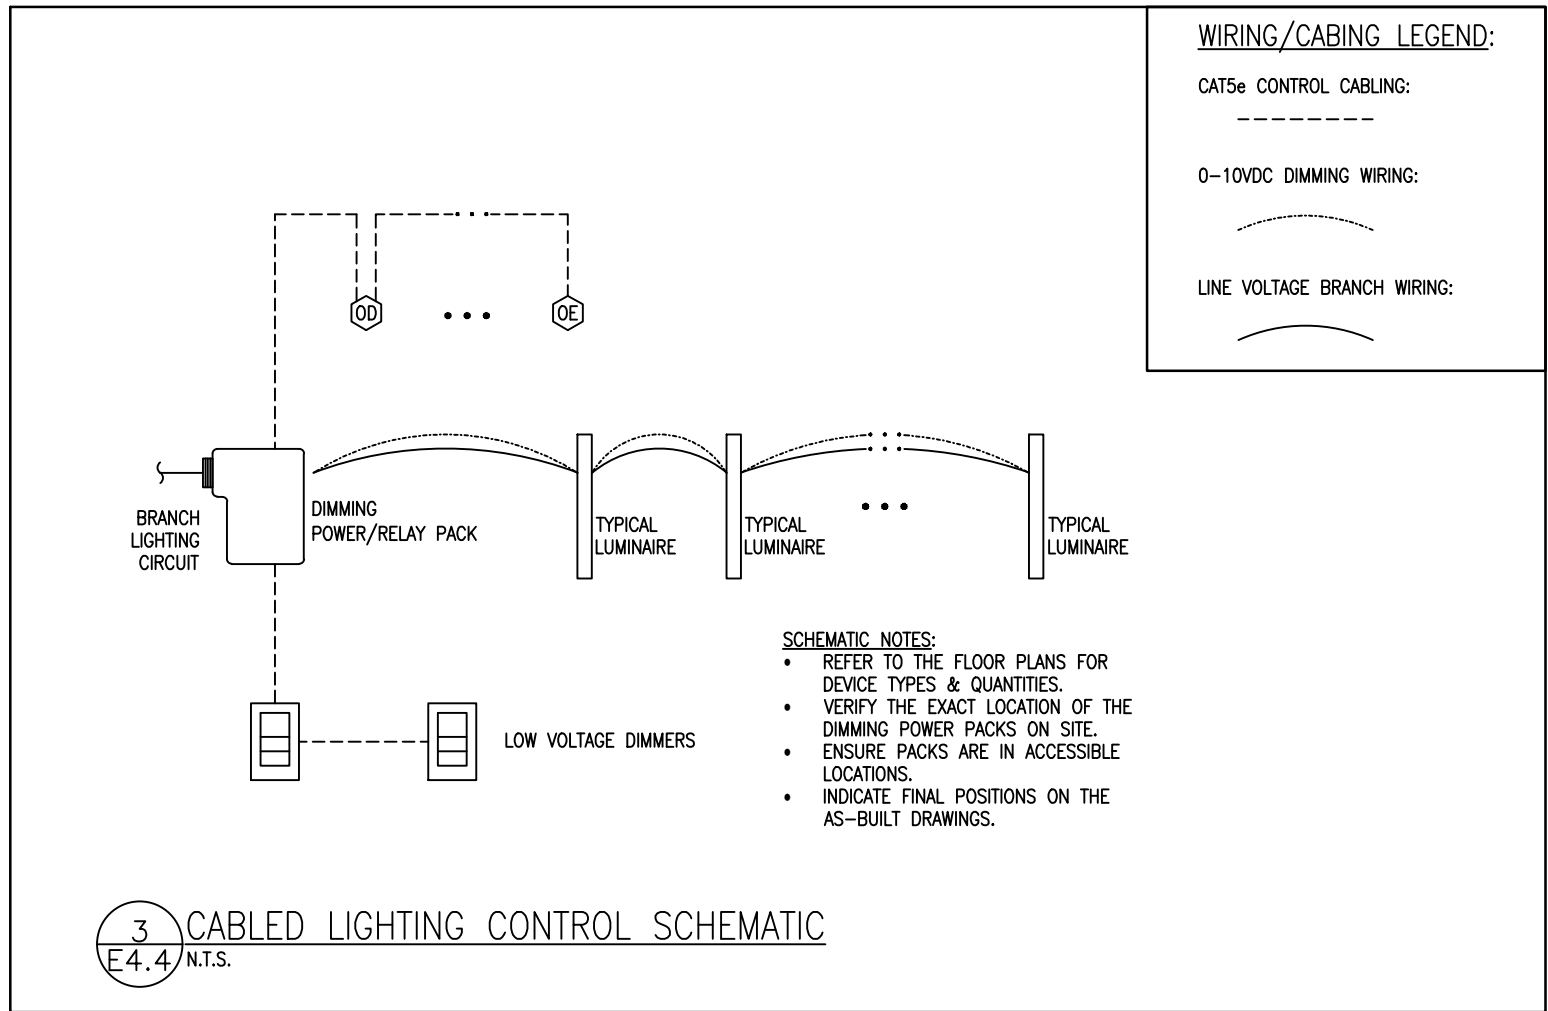 WIRING/CABING LEGEND:
CAT5e CONTROL CABLING:
0-10VDC DIMMING WIRING:
LINE VOLTAGE BRANCH WIRING:
OD
OE
BRANCH
LIGHTING
CIRCUIT
DIMMING
POWER/RELAY PACK
TYPICAL
LUMINAIRE
TYPICAL
LUMINAIRE
TYPICAL
LUMINAIRE
LOW VOLTAGE DIMMERS
SCHEMATIC NOTES:
• REFER TO THE FLOOR PLANS FOR
DEVICE TYPES & QUANTITIES.
• VERIFY THE EXACT LOCATION OF THE
DIMMING POWER PACKS ON SITE.
• ENSURE PACKS ARE IN ACCESSIBLE
LOCATIONS.
• INDICATE FINAL POSITIONS ON THE
AS-BUILT DRAWINGS.
3
E4.4
CABLED LIGHTING CONTROL SCHEMATIC
N.T.S.